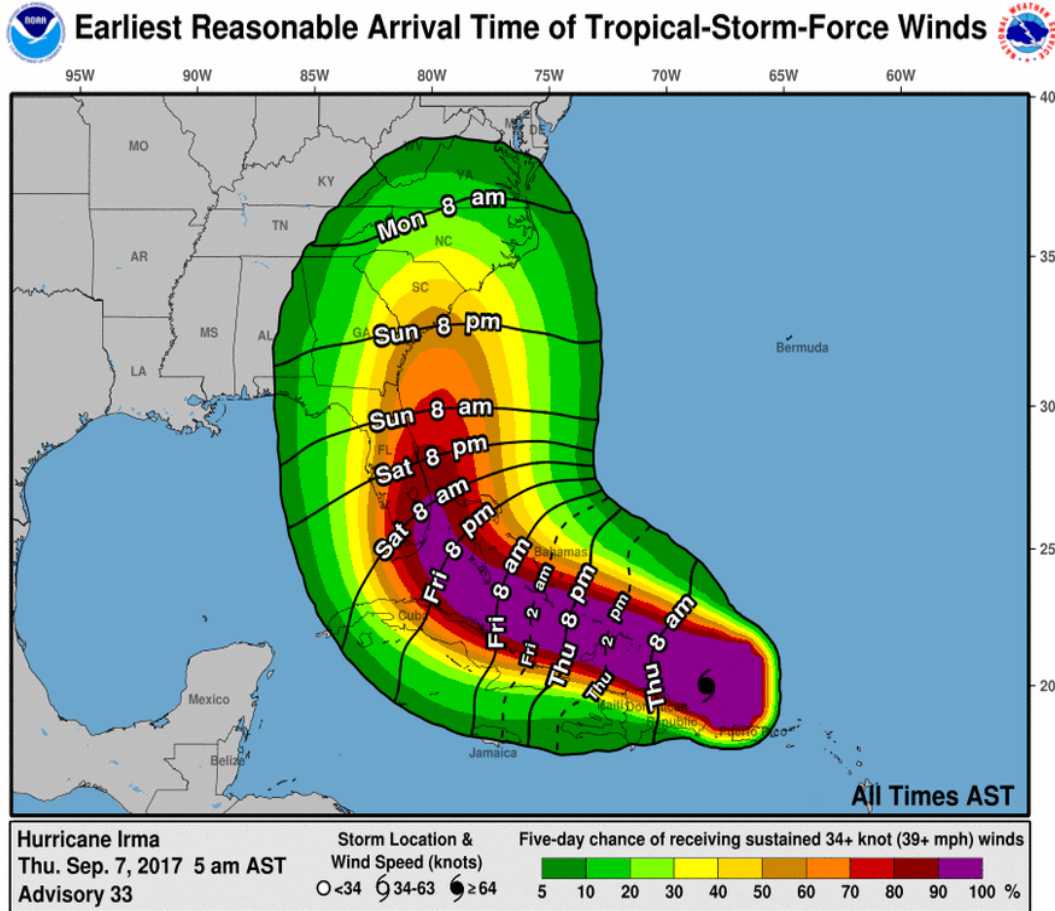 Earliest Reasonable Arrival Time of Tropical-Storm-Force Winds
NOAA
NATIONAL WEATHER SERVICE
95W 90W 85W 80W 75W 70W 65W 60W
40
35
30
25
20
MO
KY
WV
VA
DE
TN
NC
AR
SC
MS
AL
GA
LA
FL
Bermuda
Bahamas
Cuba
Mexico
Belize
Jamaica
Haiti
Dominican
Republic
Puerto Rico
Mon 8 am
Sun 8 pm
Sun 8 am
Sat 8 pm
Sat 8 am
Fri 8 pm
Fri 8 am
Fri 2 am
Thu 8 pm
Thu 2 pm
Thu 8 am
All Times AST
Hurricane Irma
Thu. Sep. 7, 2017 5 am AST
Advisory 33
Storm Location &
Wind Speed (knots)
<34 34-63 ≥64
Five-day chance of receiving sustained 34+ knot (39+ mph) winds
5 10 20 30 40 50 60 70 80 90 100 %